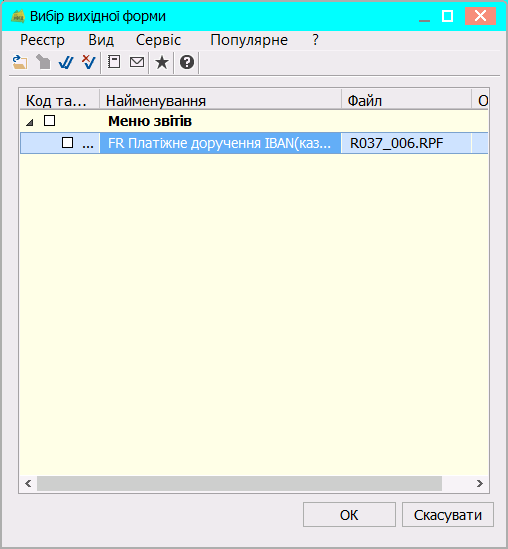 Вибір вихідної форми
Реєстр Вид Сервіс Популярне ?
Код та... Найменування Файл О
Меню звітів
... FR Платіжне доручення IBAN(каз... R037_006.RPF
ОК Скасувати